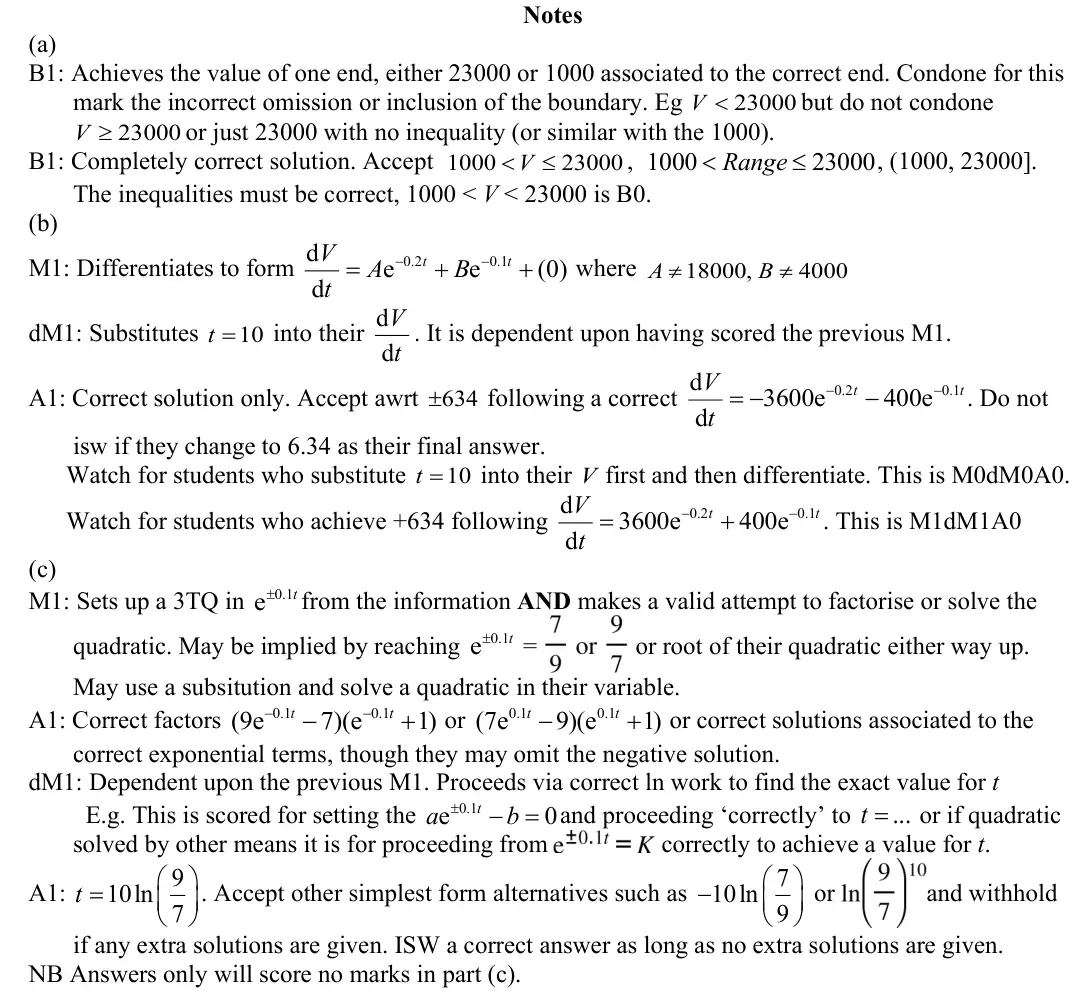 Notes
(a)
B1: Achieves the value of one end, either 23000 or 1000 associated to the correct end. Condone for this
mark the incorrect omission or inclusion of the boundary. Eg V < 23000 but do not condone
V ≥ 23000 or just 23000 with no inequality (or similar with the 1000).
B1: Completely correct solution. Accept 1000 < V ≤ 23000, 1000 < Range ≤ 23000, (1000, 23000].
The inequalities must be correct, 1000 < V < 23000 is B0.
(b)
M1: Differentiates to form dV/dt = Ae^{−0.2t} + Be^{−0.1t} + (0) where A ≠ 18000, B ≠ 4000
dM1: Substitutes t = 10 into their dV/dt . It is dependent upon having scored the previous M1.
A1: Correct solution only. Accept awrt ±634 following a correct dV/dt = −3600e^{−0.2t} − 400e^{−0.1t}. Do not
isw if they change to 6.34 as their final answer.
Watch for students who substitute t = 10 into their V first and then differentiate. This is M0dM0A0.
Watch for students who achieve +634 following dV/dt = 3600e^{−0.2t} + 400e^{−0.1t}. This is M1dM1A0
(c)
M1: Sets up a 3TQ in e^{±0.1t} from the information AND makes a valid attempt to factorise or solve the
quadratic. May be implied by reaching e^{±0.1t} = 7/9 or 9/7 or root of their quadratic either way up.
May use a subsitution and solve a quadratic in their variable.
A1: Correct factors (9e^{−0.1t} − 7)(e^{−0.1t} + 1) or (7e^{0.1t} − 9)(e^{0.1t} + 1) or correct solutions associated to the
correct exponential terms, though they may omit the negative solution.
dM1: Dependent upon the previous M1. Proceeds via correct ln work to find the exact value for t
E.g. This is scored for setting the ae^{±0.1t} − b = 0 and proceeding ‘correctly’ to t = ... or if quadratic
solved by other means it is for proceeding from e^{±0.1t} = K correctly to achieve a value for t.
A1: t = 10 ln(9/7). Accept other simplest form alternatives such as −10 ln(7/9) or ln(9/7)^{10} and withhold
if any extra solutions are given. ISW a correct answer as long as no extra solutions are given.
NB Answers only will score no marks in part (c).